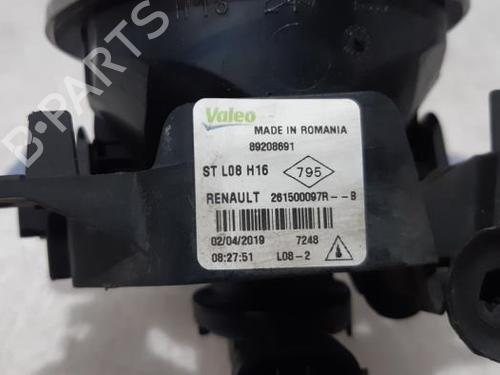 H16
B-PARTS
Valeo
MADE IN ROMANIA
89208691
ST L08 H16
795
RENAULT 261500097R--B
02/04/2019 7248
08:27:51 L08-2